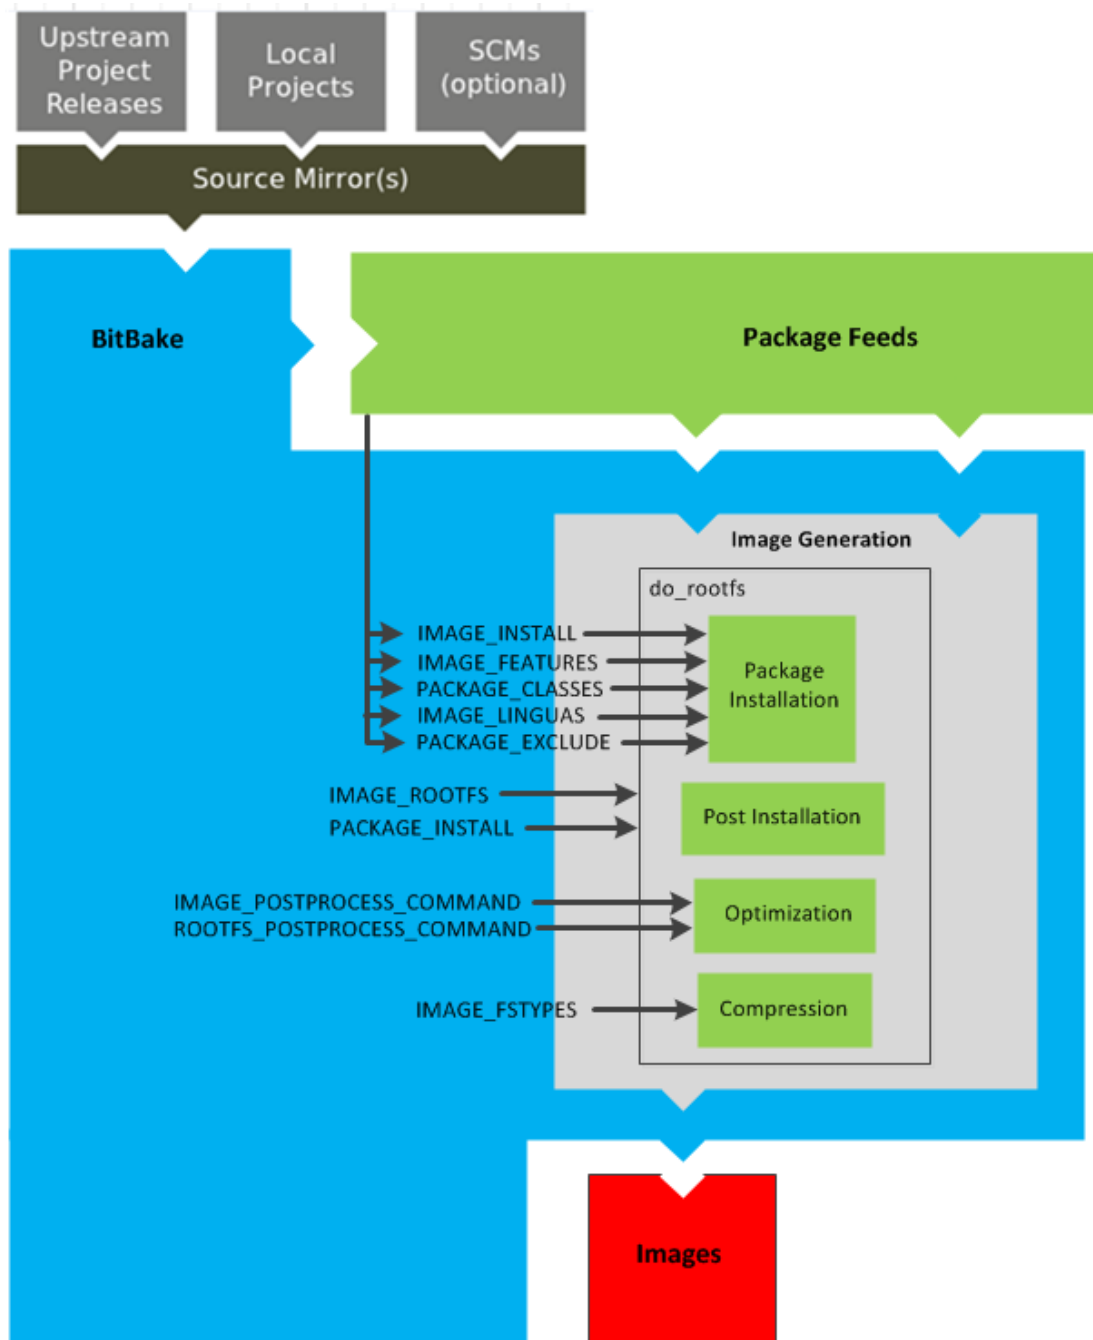 Upstream
Project
Releases
Local
Projects
SCMs
(optional)
Source Mirror(s)
BitBake
Package Feeds
Image Generation
do_rootfs
IMAGE_INSTALL
IMAGE_FEATURES
PACKAGE_CLASSES
IMAGE_LINGUAS
PACKAGE_EXCLUDE
Package
Installation
IMAGE_ROOTFS
PACKAGE_INSTALL
Post Installation
IMAGE_POSTPROCESS_COMMAND
ROOTFS_POSTPROCESS_COMMAND
Optimization
IMAGE_FSTYPES
Compression
Images